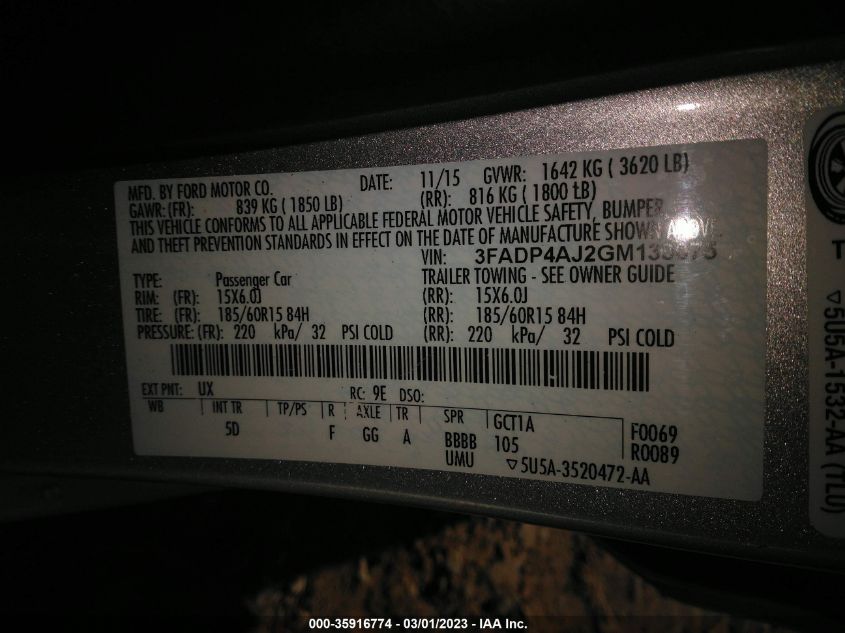 MFD. BY FORD MOTOR CO.
DATE: 11/15 GVWR: 1642 KG ( 3620 LB)
GAWR:(FR): 839 KG ( 1850 LB) (RR): 816 KG ( 1800 LB)
THIS VEHICLE CONFORMS TO ALL APPLICABLE FEDERAL MOTOR VEHICLE SAFETY, BUMPER,
AND THEFT PREVENTION STANDARDS IN EFFECT ON THE DATE OF MANUFACTURE SHOWN ABOVE.
VIN:
TYPE: Passenger Car TRAILER TOWING - SEE OWNER GUIDE
RIM: (FR): 15X6.0J (RR): 15X6.0J
TIRE: (FR): 185/60R15 84H (RR): 185/60R15 84H
PRESSURE: (FR): 220 kPa/ 32 PSI COLD (RR): 220 kPa/ 32 PSI COLD
EXT PNT: UX RC: 9E DSO:
WB INT TR TP/PS R AXLE TR SPR GCT1A
5D F GG A BBBB 105 F0069
UMU R0089
▽5U5A-3520472-AA
T
▽5U5A-1532-AA (TLU)
000-35916774 - 03/01/2023 - IAA Inc.